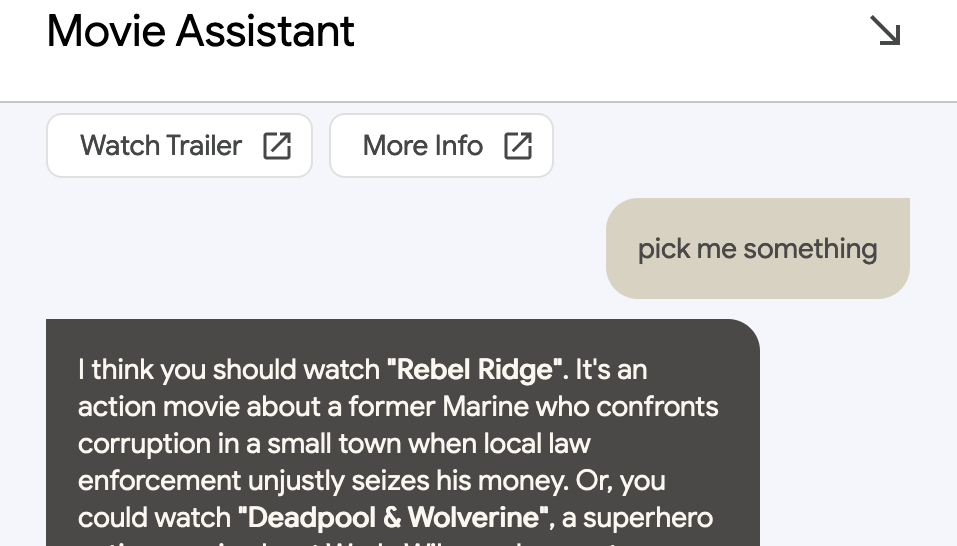 Movie Assistant
Watch Trailer
More Info
pick me something
I think you should watch "Rebel Ridge". It's an
action movie about a former Marine who confronts
corruption in a small town when local law
enforcement unjustly seizes his money. Or, you
could watch "Deadpool & Wolverine", a superhero